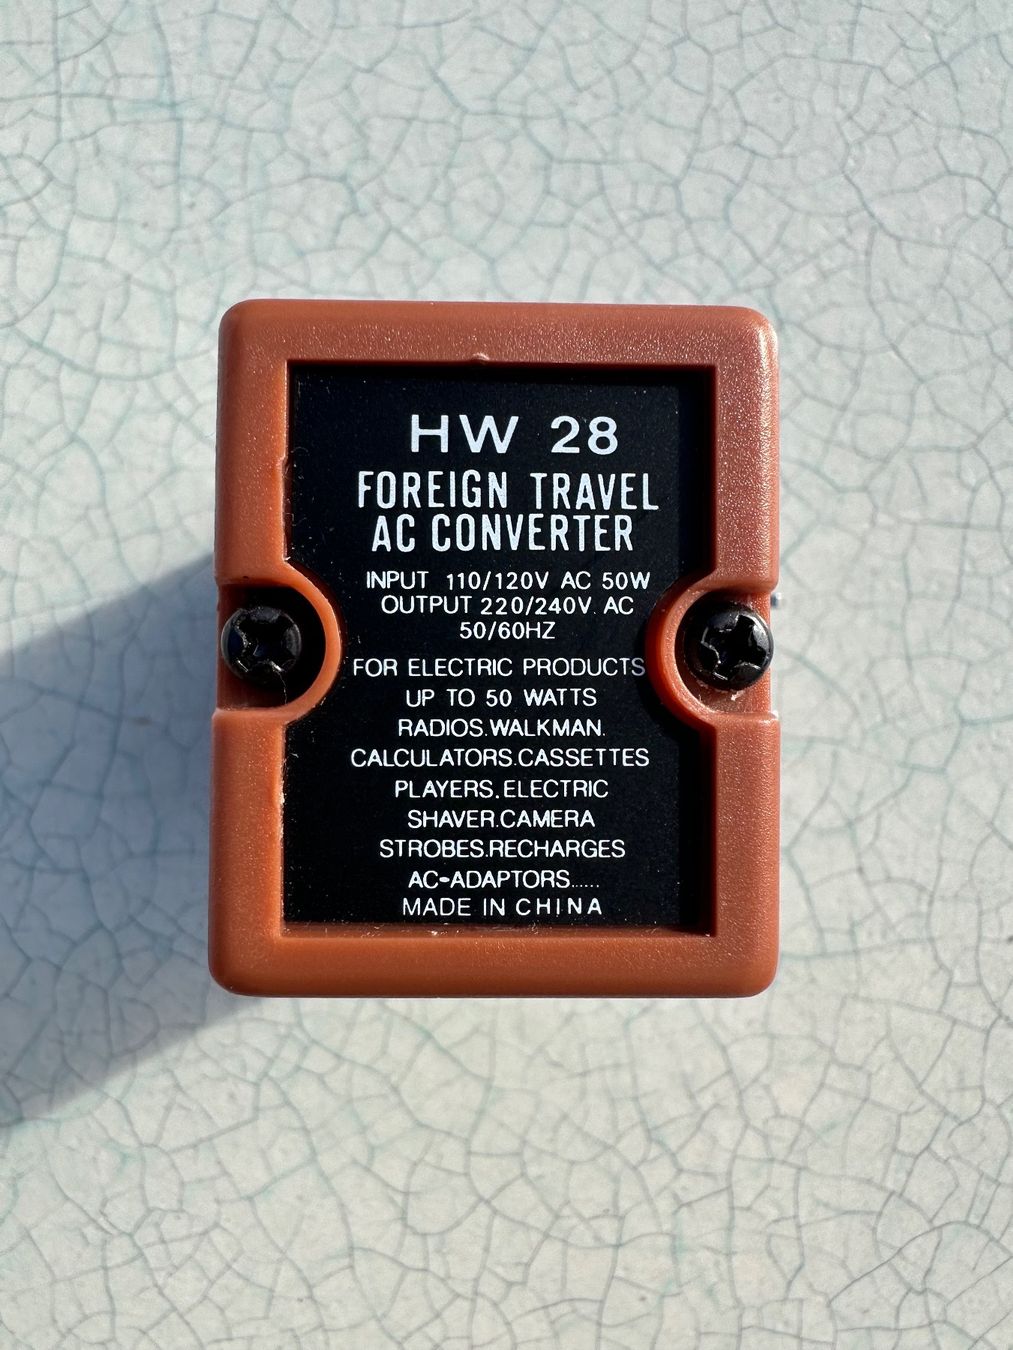 HW 28
FOREIGN TRAVEL
AC CONVERTER
INPUT 110/120V AC 50W
OUTPUT 220/240V. AC
50/60HZ
FOR ELECTRIC PRODUCTS
UP TO 50 WATTS
RADIOS.WALKMAN.
CALCULATORS.CASSETTES
PLAYERS.ELECTRIC
SHAVER.CAMERA
STROBES.RECHARGES
AC-ADAPTORS......
MADE IN CHINA